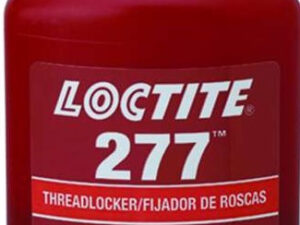 LOCTITE®
277™
THREADLOCKER/FIJADOR DE ROSCAS